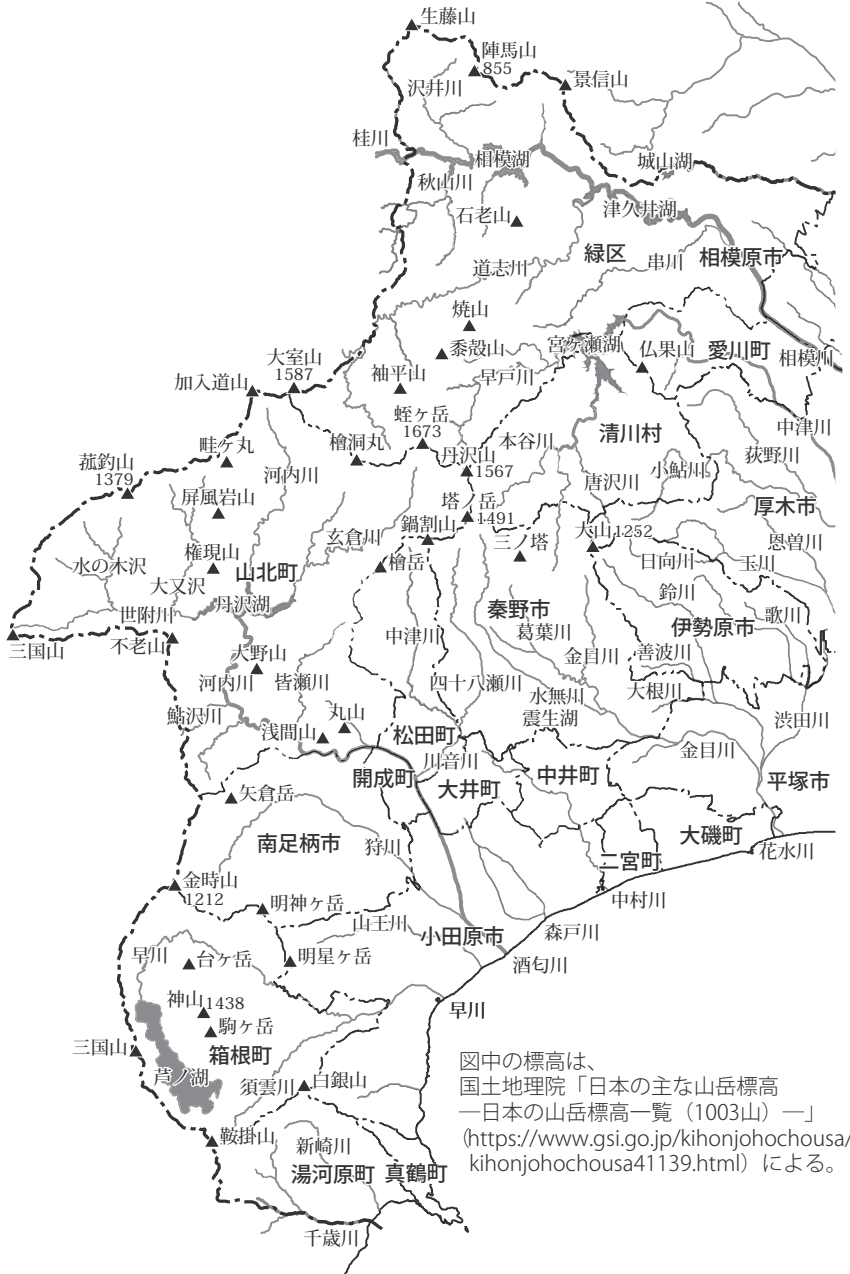 生藤山
陣馬山
855
沢井川
景信山
桂川
相模湖
城山湖
秋山川
石老山
津久井湖
緑区
串川
相模原市
道志川
焼山
黍殻山
宮ヶ瀬湖
仏果山
愛川町
相模川
大室山
1587
加入道山
袖平山
早戸川
蛭ヶ岳
1673
中津川
畦ヶ丸
檜洞丸
丹沢山
1567
本谷川
清川村
荻野川
菰釣山
1379
河内川
唐沢川
小鮎川
屏風岩山
塔ノ岳
1491
厚木市
玄倉川
鍋割山
三ノ塔
大山1252
恩曽川
水の木沢
権現山
山北町
檜岳
日向川
玉川
大又沢
丹沢湖
鈴川
世附川
秦野市
歌川
三国山
不老山
中津川
葛葉川
伊勢原市
大野山
金目川
善波川
河内川
皆瀬川
四十八瀬川
水無川
大根川
鮎沢川
丸山
震生湖
渋田川
浅間山
松田町
川音川
金目川
開成町
大井町
中井町
平塚市
矢倉岳
南足柄市
狩川
大磯町
二宮町
花水川
金時山
1212
中村川
明神ヶ岳
山王川
小田原市
森戸川
早川
台ヶ岳
明星ヶ岳
酒匂川
神山1438
早川
駒ヶ岳
三国山
箱根町
芦ノ湖
須雲川
白銀山
鞍掛山
新崎川
湯河原町
真鶴町
千歳川
図中の標高は、
国土地理院「日本の主な山岳標高
―日本の山岳標高一覧（1003山）―」
（https://www.gsi.go.jp/kihonjohochousa/
kihonjohochousa41139.html）による。